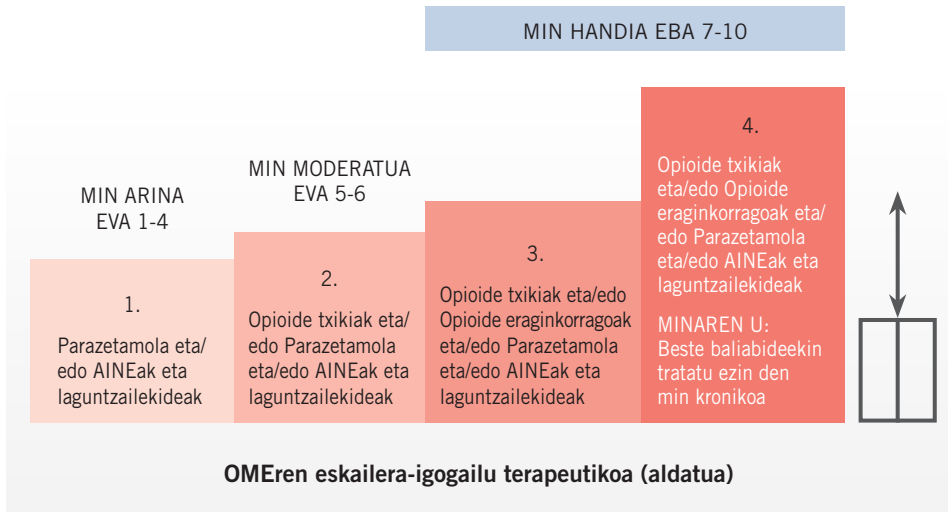 MIN HANDIA EBA 7-10
MIN ARINA
EVA 1-4
MIN MODERATUA
EVA 5-6
1.
Parazetamola eta/
edo AINEak eta
laguntzailekideak
2.
Opioide txikiak eta/
edo Parazetamola
eta/edo AINEak eta
laguntzailekideak
3.
Opioide txikiak eta/edo
Opioide eraginkorragoak
eta/edo Parazetamola
eta/edo AINEak eta
laguntzailekideak
4.
Opioide txikiak
eta/edo Opioide
eraginkorragoak eta/
edo Parazetamola
eta/edo AINEak eta
laguntzailekideak
MINAREN U:
Beste baliabideekin
tratatu ezin den
min kronikoa
OMEren eskailera-igogailu terapeutikoa (aldatua)